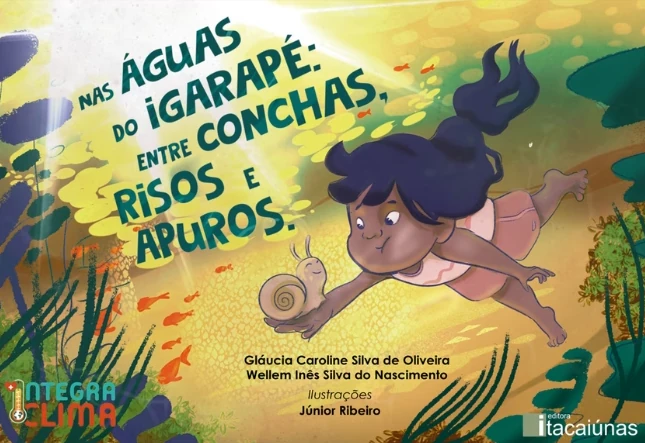 NAS ÁGUAS
DO IGARAPÉ:
ENTRE CONCHAS,
RISOS E
APUROS.
Gláucia Caroline Silva de Oliveira
Wellem Inês Silva do Nascimento
Ilustrações
Júnior Ribeiro
INTEGRA
CLIMA
editora
itacaiúnas